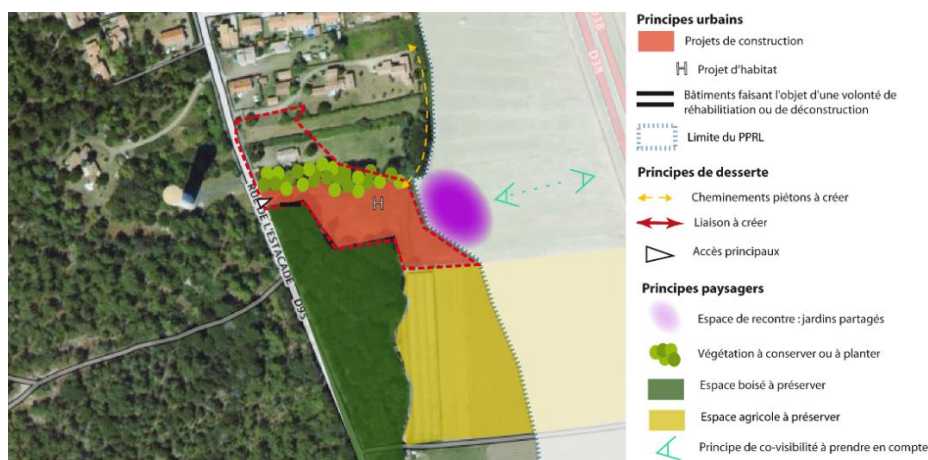 RUE DE L'ESTACADE D95
H
D38
D38
Principes urbains
Projets de construction
H Projet d'habitat
Bâtiments faisant l'objet d'une volonté de
réhabilitiation ou de déconstruction
Limite du PPRL
Principes de desserte
Cheminements piétons à créer
Liaison à créer
Accès principaux
Principes paysagers
Espace de recontre : jardins partagés
Végétation à conserver ou à planter
Espace boisé à préserver
Espace agricole à préserver
Principe de co-visibilité à prendre en compte